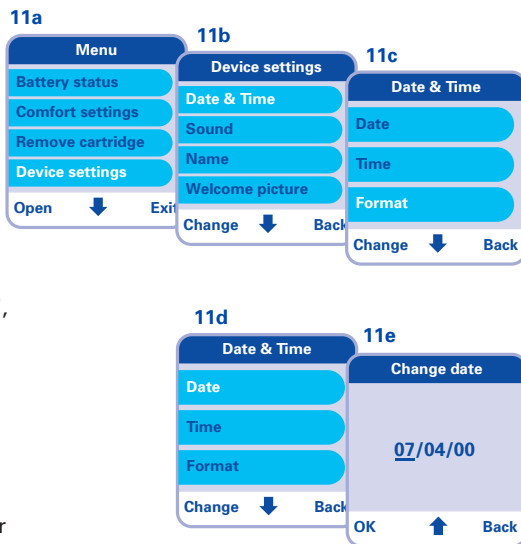 11a
Menu
Battery status
Comfort settings
Remove cartridge
Device settings
Open Exit
11b
Device settings
Date & Time
Sound
Name
Welcome picture
Change Back
11c
Date & Time
Date
Time
Format
Change Back
,
11d
Date & Time
Date
Time
Format
Change Back
11e
Change date
07/04/00
OK Back
r